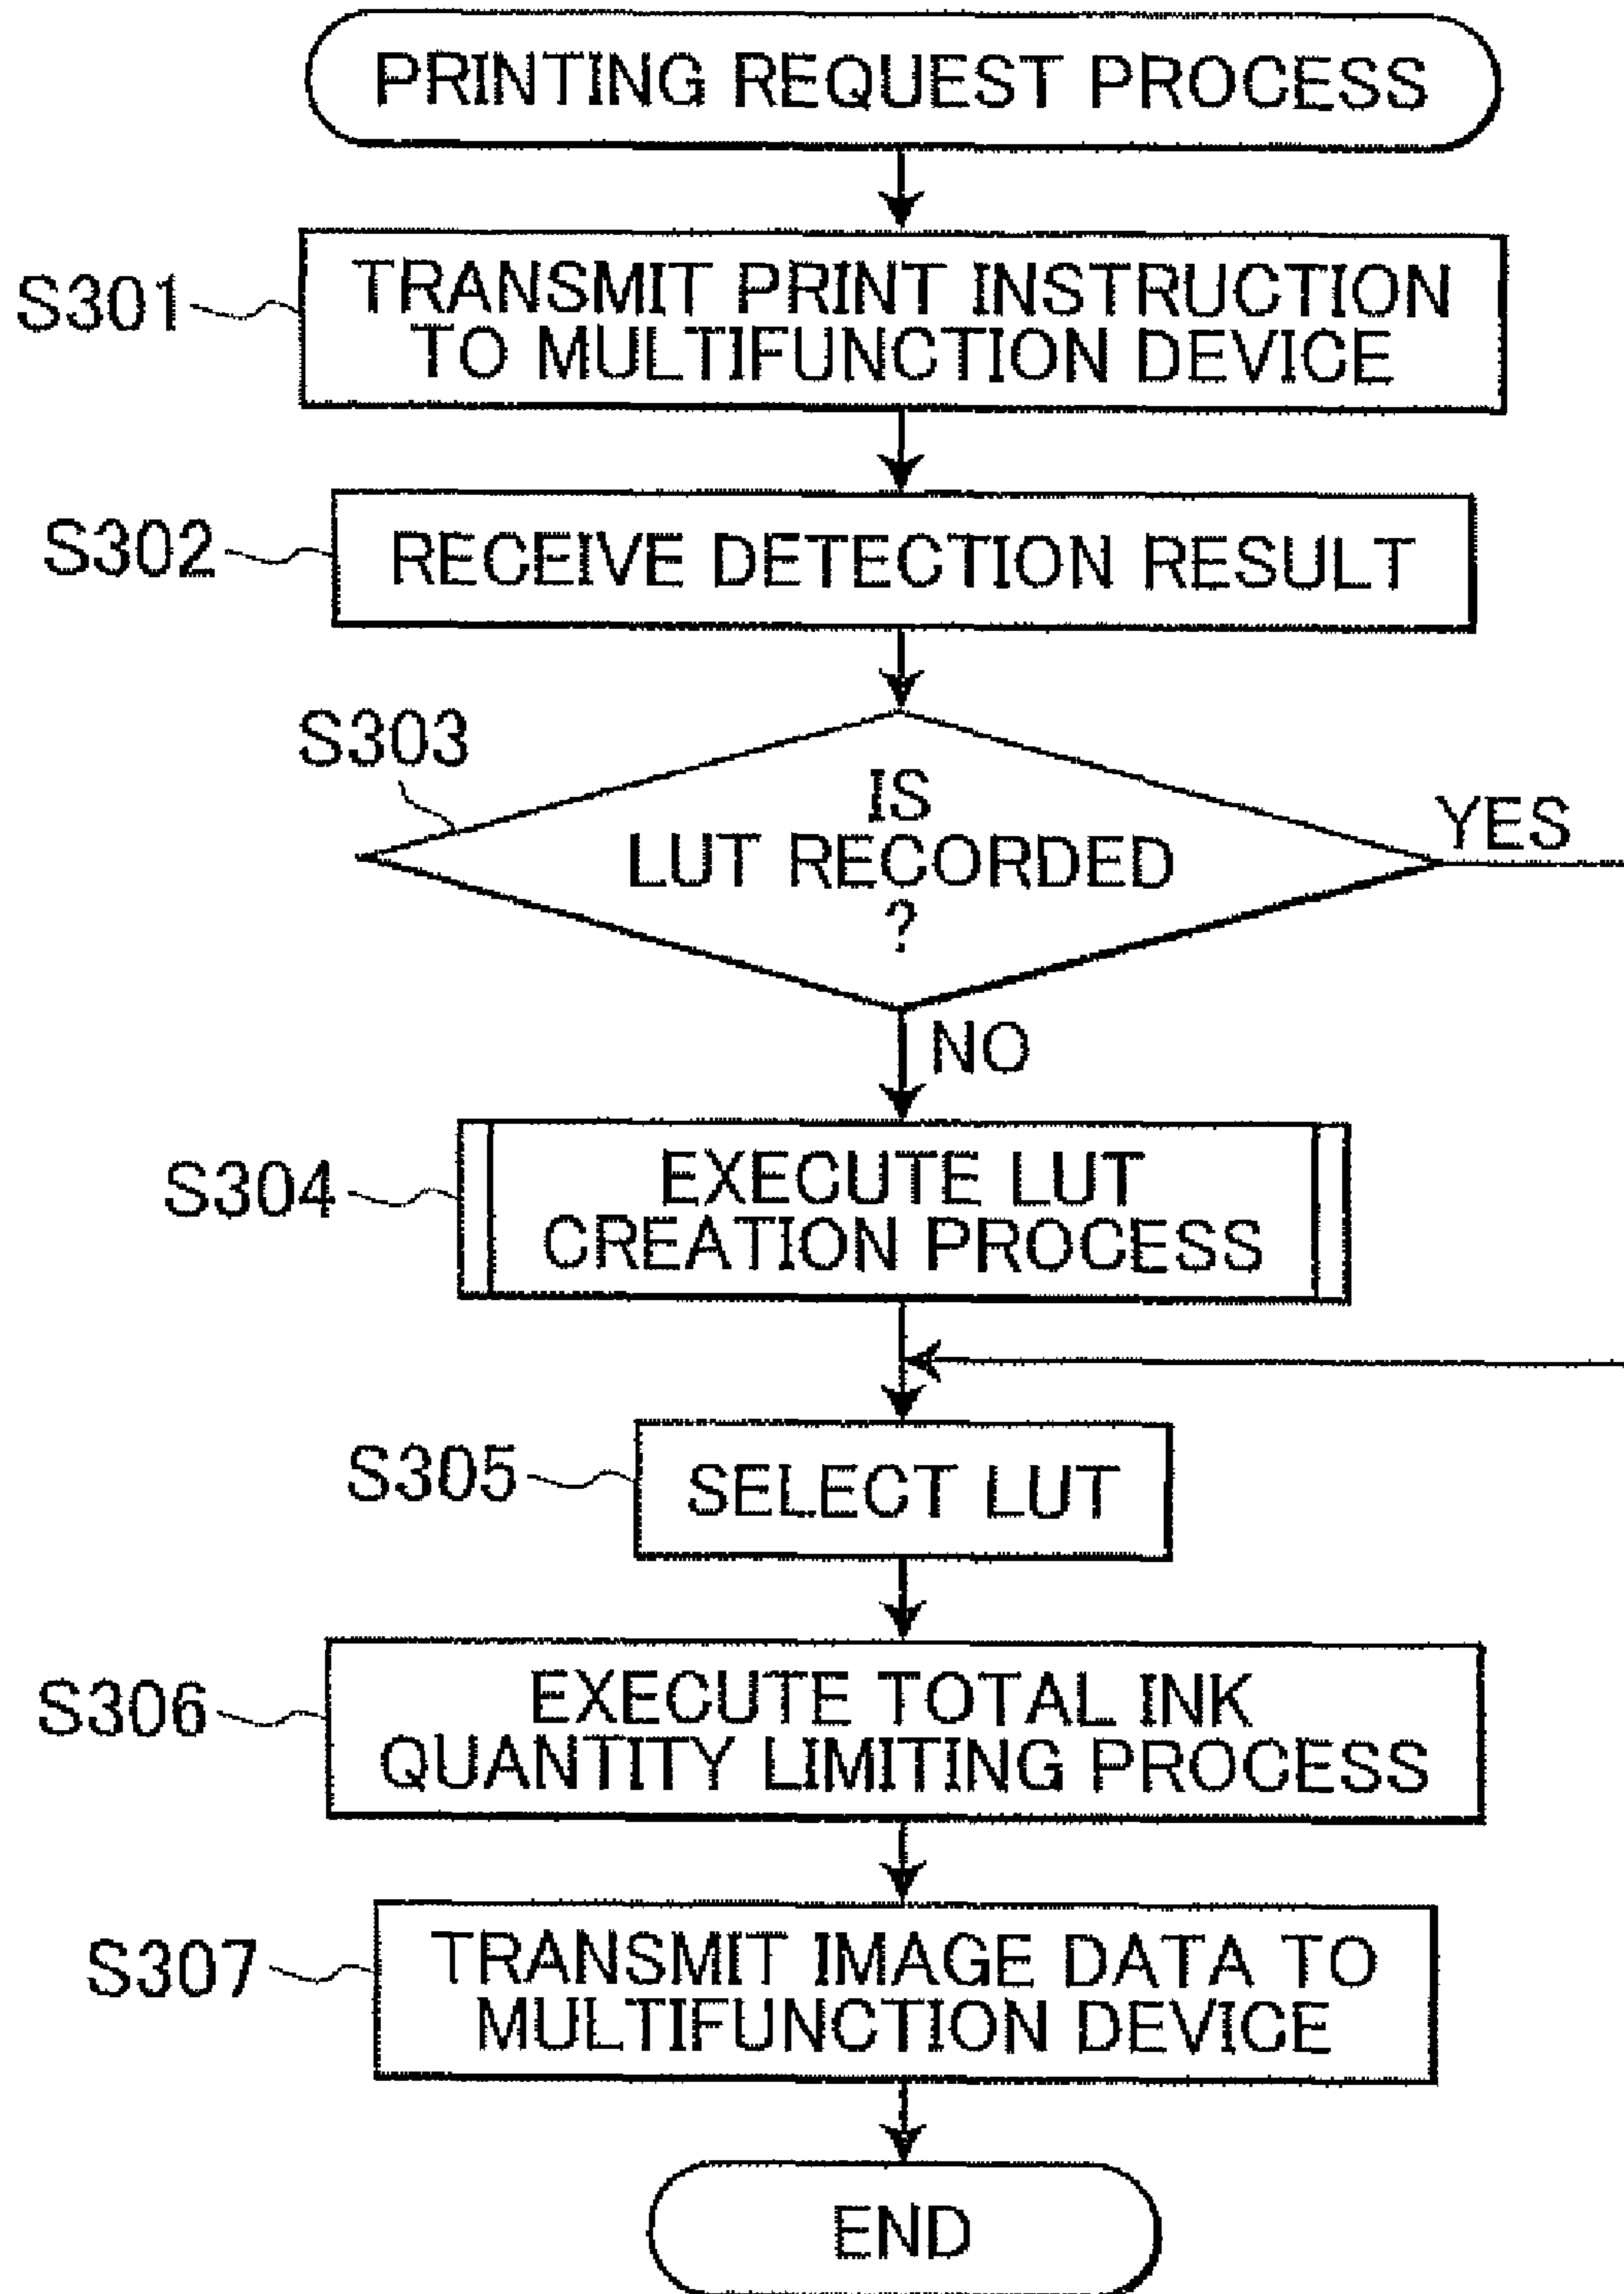 PRINTING REQUEST PROCESS
S301
TRANSMIT PRINT INSTRUCTION
TO MULTIFUNCTION DEVICE
S302
RECEIVE DETECTION RESULT
S303
IS
LUT RECORDED
?
YES
NO
S304
EXECUTE LUT
CREATION PROCESS
S305
SELECT LUT
S306
EXECUTE TOTAL INK
QUANTITY LIMITING PROCESS
S307
TRANSMIT IMAGE DATA TO
MULTIFUNCTION DEVICE
END